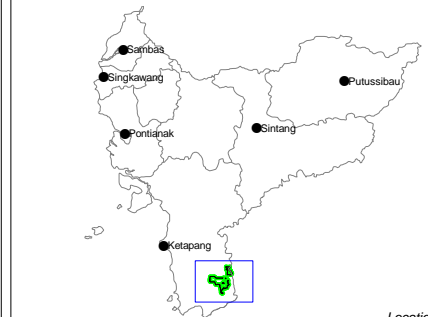 Sambas
Singkawang
Putussibau
Pontianak
Sintang
Ketapang
Locatio